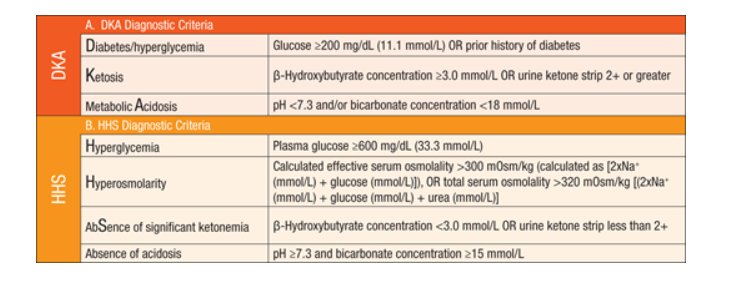 DKA
A. DKA Diagnostic Criteria
Diabetes/hyperglycemia
Glucose ≥200 mg/dL (11.1 mmol/L) OR prior history of diabetes
Ketosis
β-Hydroxybutyrate concentration ≥3.0 mmol/L OR urine ketone strip 2+ or greater
Metabolic Acidosis
pH <7.3 and/or bicarbonate concentration <18 mmol/L
HHS
B. HHS Diagnostic Criteria
Hyperglycemia
Plasma glucose ≥600 mg/dL (33.3 mmol/L)
Hyperosmolarity
Calculated effective serum osmolality >300 mOsm/kg (calculated as [2xNa⁺
(mmol/L) + glucose (mmol/L)]), OR total serum osmolality >320 mOsm/kg [(2xNa⁺
(mmol/L) + glucose (mmol/L) + urea (mmol/L)]
AbSence of significant ketonemia
β-Hydroxybutyrate concentration <3.0 mmol/L OR urine ketone strip less than 2+
Absence of acidosis
pH ≥7.3 and bicarbonate concentration ≥15 mmol/L